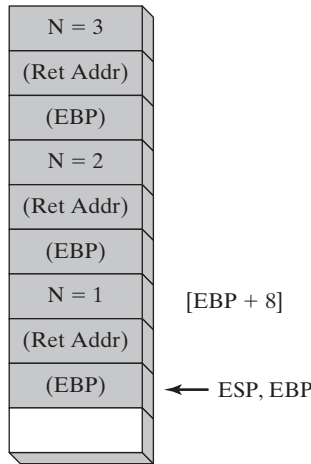 N = 3
(Ret Addr)
(EBP)
N = 2
(Ret Addr)
(EBP)
N = 1
[EBP + 8]
(Ret Addr)
(EBP)
ESP, EBP